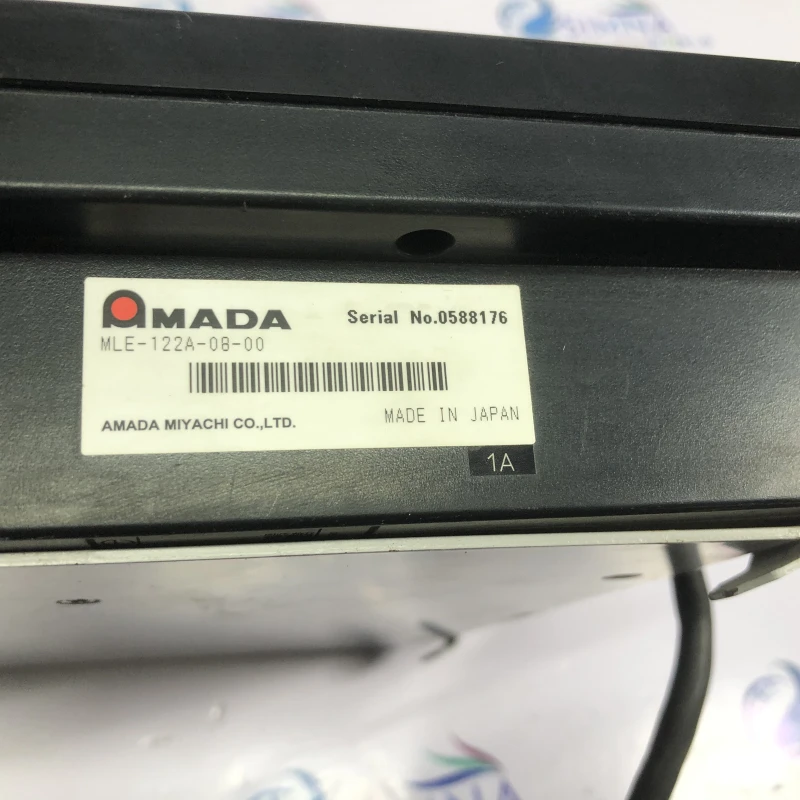 AMADA
Serial No.0588176
MLE-122A-08-00
AMADA MIYACHI CO.,LTD.
MADE IN JAPAN
1A